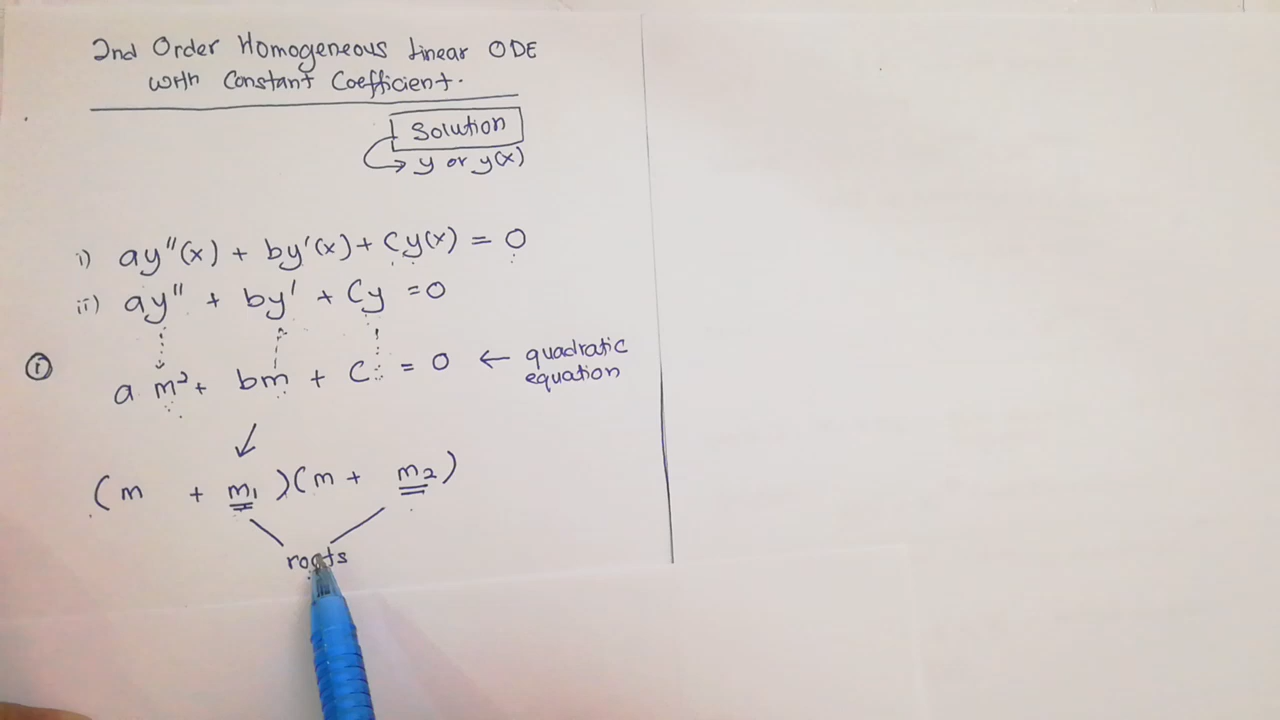 2nd Order Homogeneous Linear ODE
with Constant Coefficient.
Solution
y or y(x)
i) ay"(x) + by'(x) + Cy(x) = 0
ii) ay" + by' + Cy = 0
i
a m² + bm + C = 0 ← quadratic
equation
(m + m₁)(m + m₂)
roots